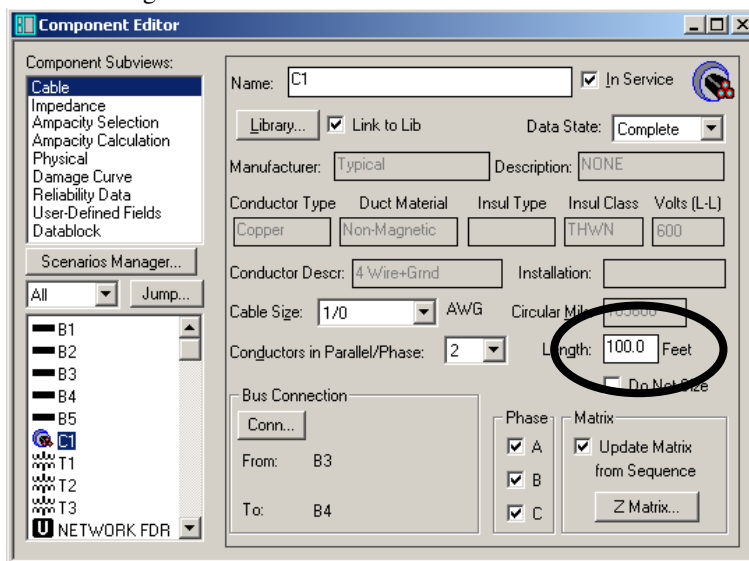 Component Editor
Component Subviews:
Cable
Impedance
Ampacity Selection
Ampacity Calculation
Physical
Damage Curve
Reliability Data
User-Defined Fields
Datablock
Scenarios Manager...
All Jump...
B1
B2
B3
B4
B5
C1
T1
T2
T3
U NETWORK FDR
Name: C1 In Service
Library... Link to Lib Data State: Complete
Manufacturer: Typical Description: NONE
Conductor Type Duct Material Insul Type Insul Class Volts (L-L)
Copper Non-Magnetic THWN 600
Conductor Descr: 4 Wire+Grnd Installation:
Cable Size: 1/0 AWG Circular
Conductors in Parallel/Phase: 2 Length: 100.0 Feet
Do Not Size
Bus Connection
Conn...
From: B3
To: B4
Phase
A
B
C
Matrix
Update Matrix
from Sequence
Z Matrix...